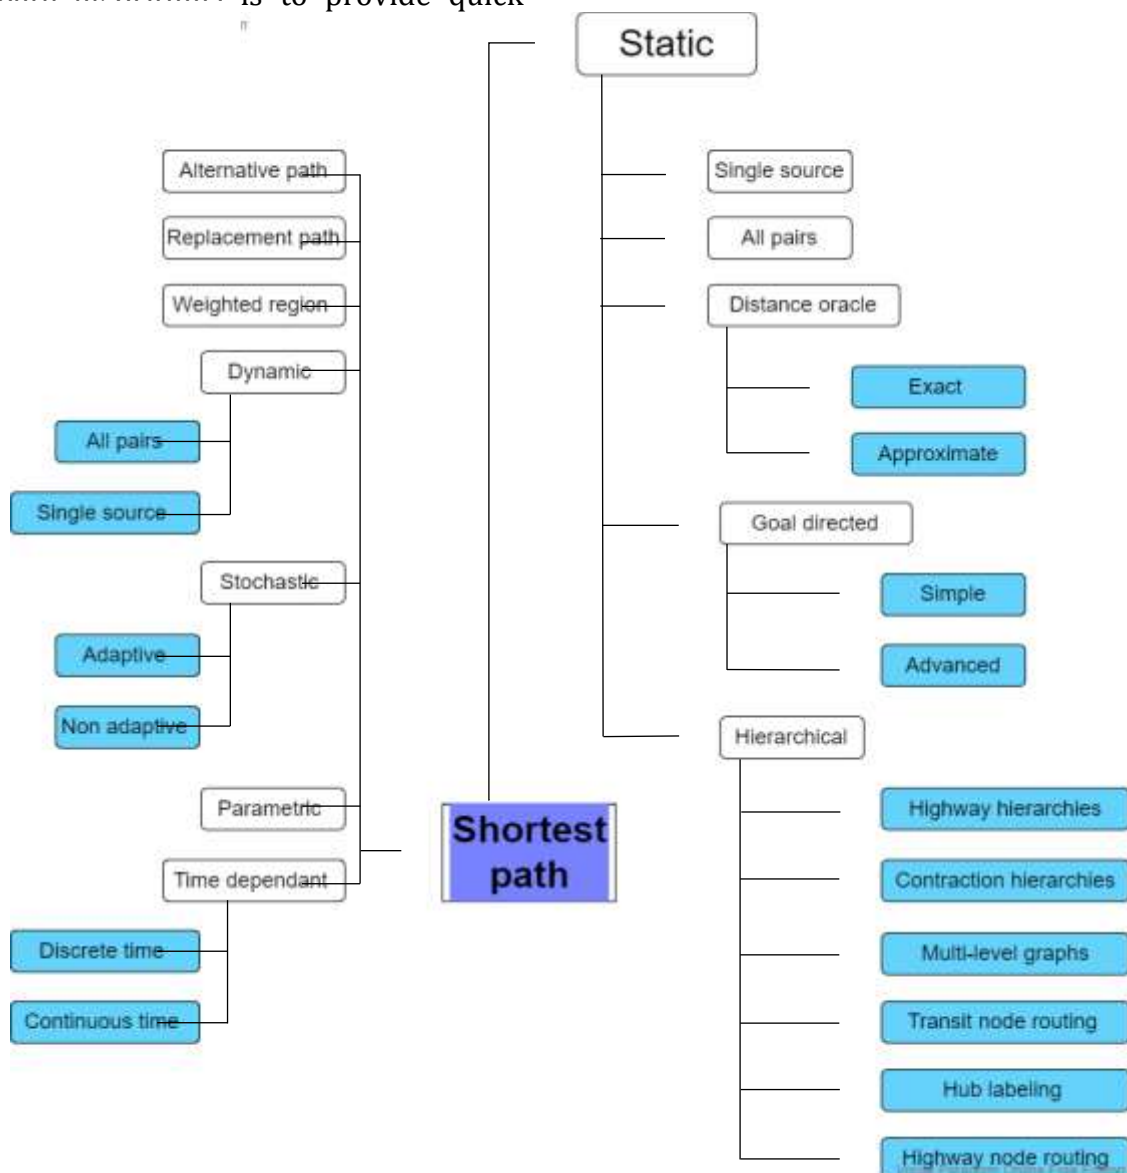 is to provide quick
Static
Alternative path
Single source
Replacement path
All pairs
Weighted region
Distance oracle
Dynamic
Exact
All pairs
Approximate
Single source
Goal directed
Stochastic
Simple
Adaptive
Advanced
Non adaptive
Hierarchical
Parametric
Highway hierarchies
Shortest
path
Time dependant
Contraction hierarchies
Discrete time
Multi-level graphs
Continuous time
Transit node routing
Hub labeling
Highway node routing